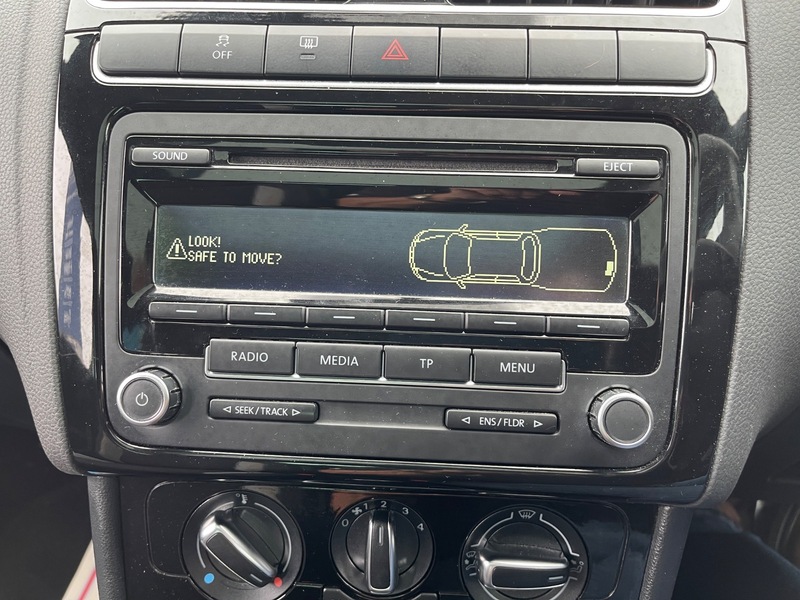 OFF
SOUND
EJECT
LOOK!
SAFE TO MOVE?
RADIO
MEDIA
TP
MENU
SEEK/TRACK
ENS/FLDR
0 1 2 3 4